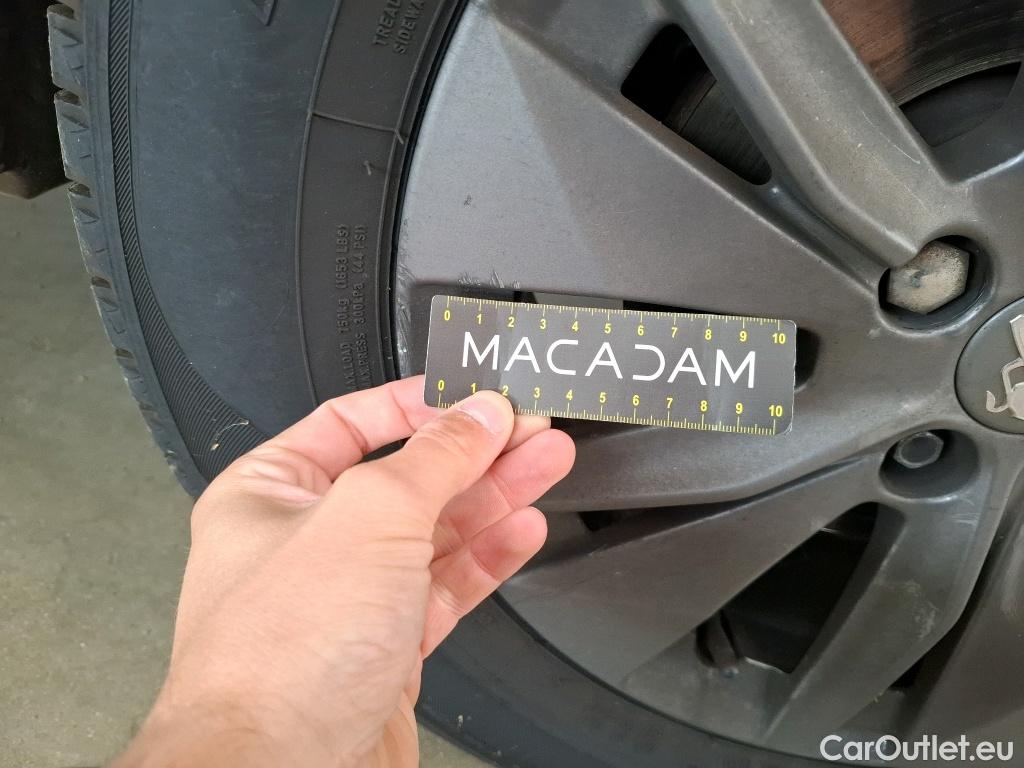 TREAD
SIDEWA
MAX.LOAD 750kg (1653 LBS)
MAX.PRESS 300kPa (44 PSI)
0 1 2 3 4 5 6 7 8 9 10
MACADAM
0 1 2 3 4 5 6 7 8 9 10
CarOutlet.eu